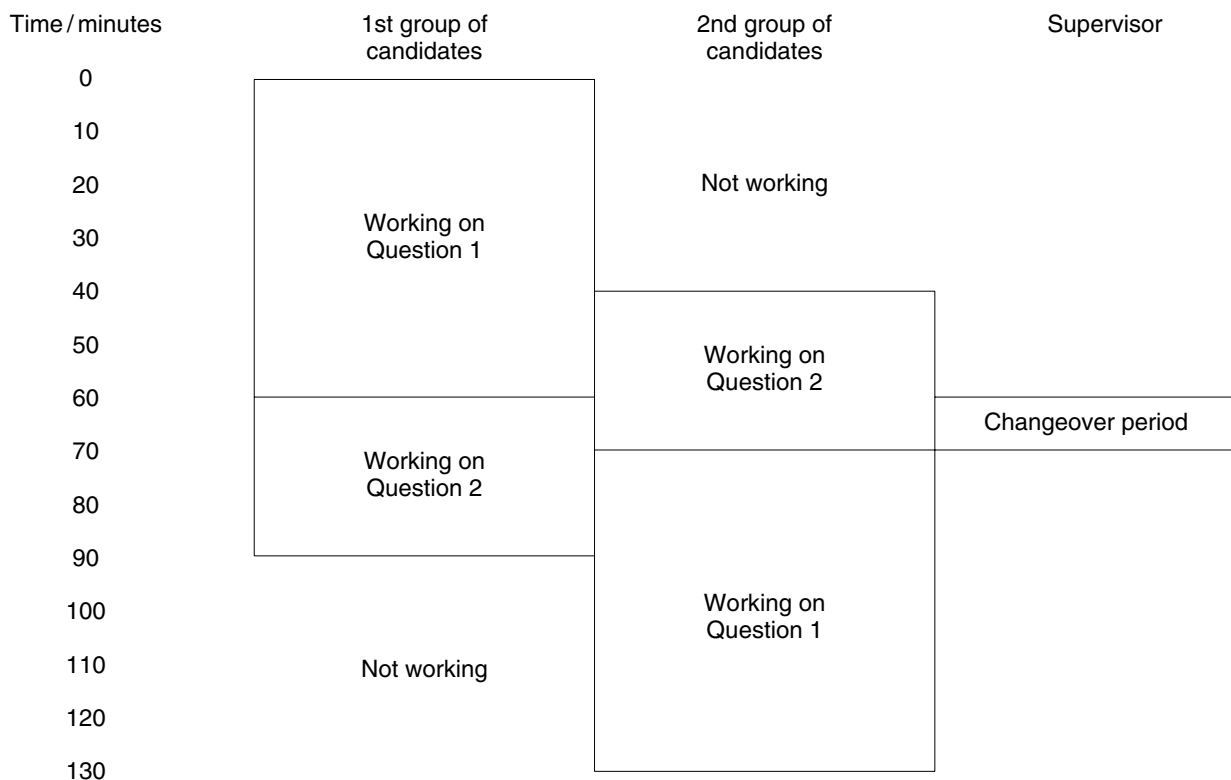 Time / minutes
1st group of
candidates
2nd group of
candidates
Supervisor
0
10
20
30
40
50
60
70
80
90
100
110
120
130
Working on
Question 1
Not working
Working on
Question 2
Changeover period
Working on
Question 2
Working on
Question 1
Not working